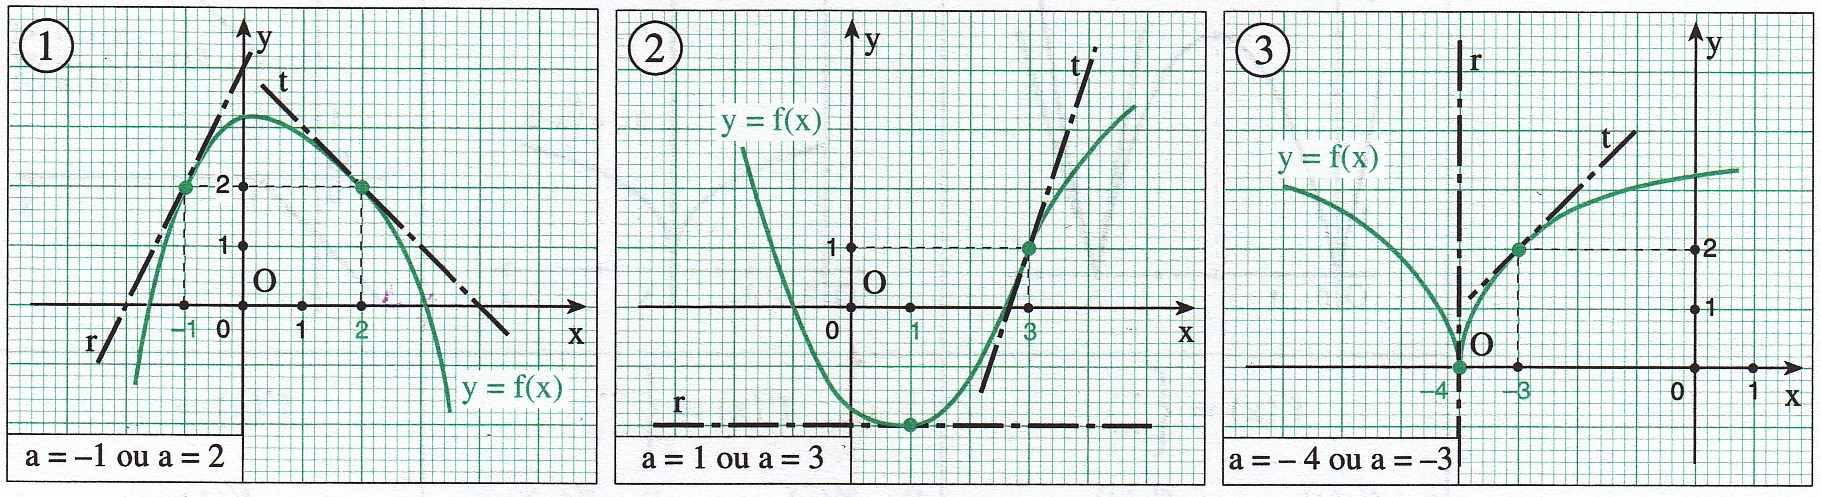 1
y
t
2
1
O
-1
0
1
2
x
r
y = f(x)
a = -1 ou a = 2
2
y
t
y = f(x)
1
O
0
1
3
x
r
a = 1 ou a = 3
3
r
y
t
y = f(x)
2
1
O
-4
-3
0
1
x
a = - 4 ou a = -3